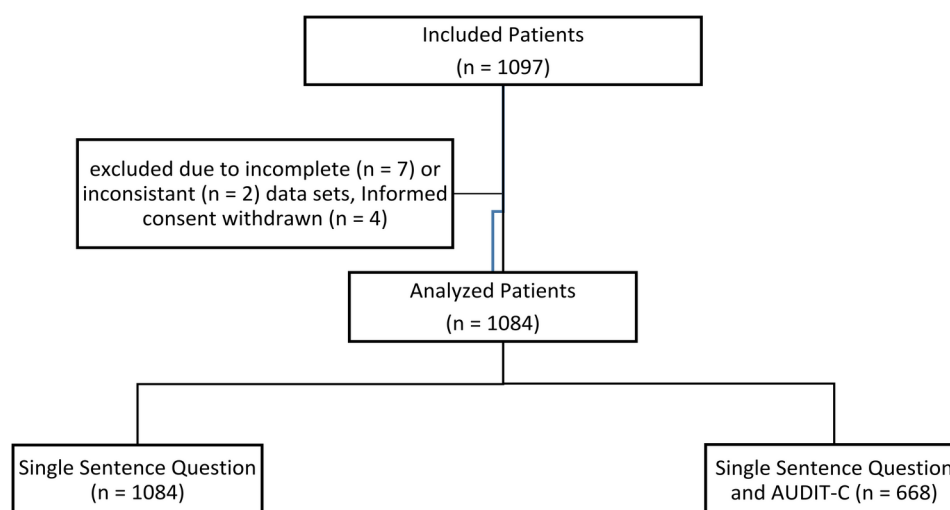 Included Patients
(n = 1097)
excluded due to incomplete (n = 7) or
inconsistant (n = 2) data sets, Informed
consent withdrawn (n = 4)
Analyzed Patients
(n = 1084)
Single Sentence Question
(n = 1084)
Single Sentence Question
and AUDIT-C (n = 668)